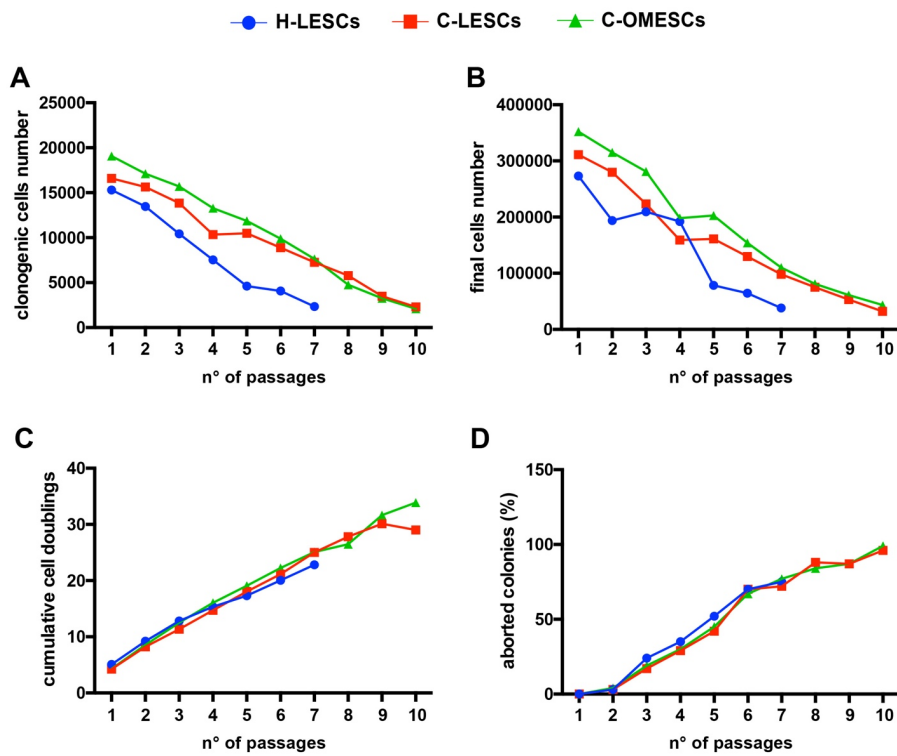 H-LESCs C-LESCs C-OMESCs
A
clonogenic cells number
25000
20000
15000
10000
5000
0
1 2 3 4 5 6 7 8 9 10
n° of passages
B
final cells number
400000
300000
200000
100000
0
1 2 3 4 5 6 7 8 9 10
n° of passages
C
cumulative cell doublings
40
30
20
10
0
1 2 3 4 5 6 7 8 9 10
n° of passages
D
aborted colonies (%)
150
100
50
0
1 2 3 4 5 6 7 8 9 10
n° of passages